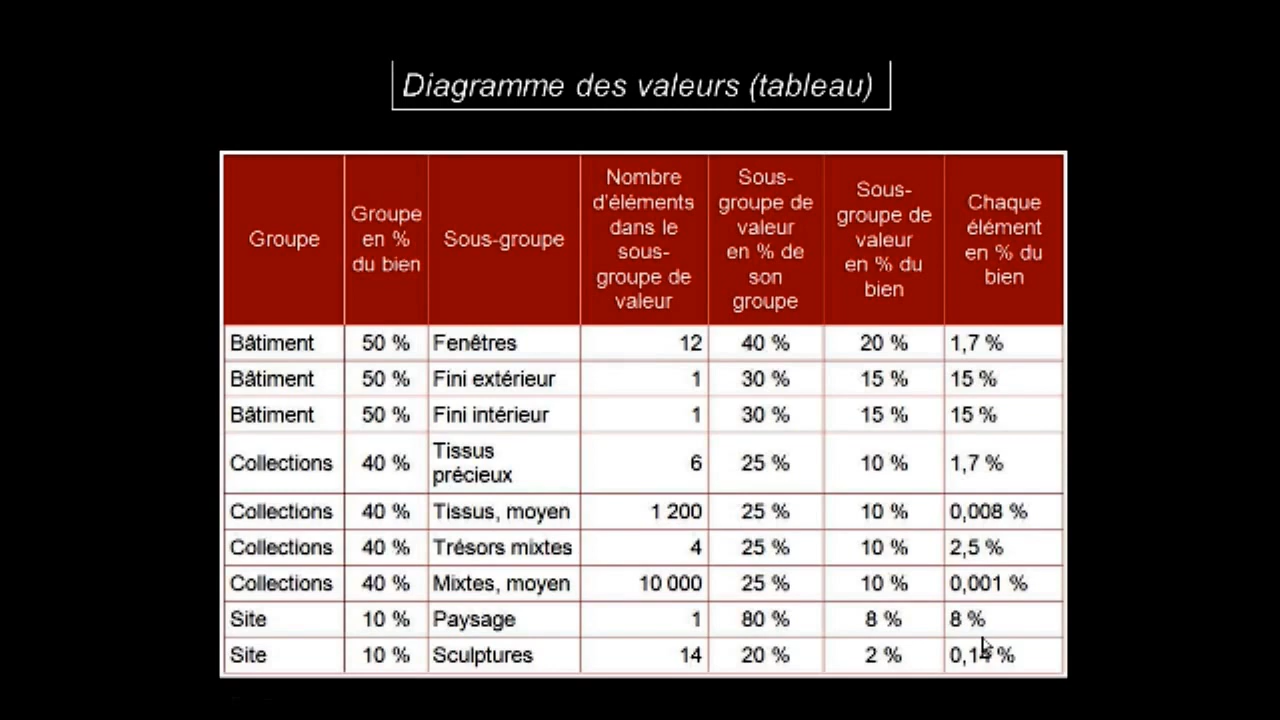 Diagramme des valeurs (tableau)
Groupe
Groupe
en %
du bien
Sous-groupe
Nombre
d'éléments
dans le
sous-
groupe de
valeur
Sous-
groupe de
valeur
en % de
son
groupe
Sous-
groupe de
valeur
en % du
bien
Chaque
élément
en % du
bien
Bâtiment 50 % Fenêtres 12 40 % 20 % 1,7 %
Bâtiment 50 % Fini extérieur 1 30 % 15 % 15 %
Bâtiment 50 % Fini intérieur 1 30 % 15 % 15 %
Collections 40 % Tissus
précieux 6 25 % 10 % 1,7 %
Collections 40 % Tissus, moyen 1 200 25 % 10 % 0,008 %
Collections 40 % Trésors mixtes 4 25 % 10 % 2,5 %
Collections 40 % Mixtes, moyen 10 000 25 % 10 % 0,001 %
Site 10 % Paysage 1 80 % 8 % 8 %
Site 10 % Sculptures 14 20 % 2 % 0,14 %